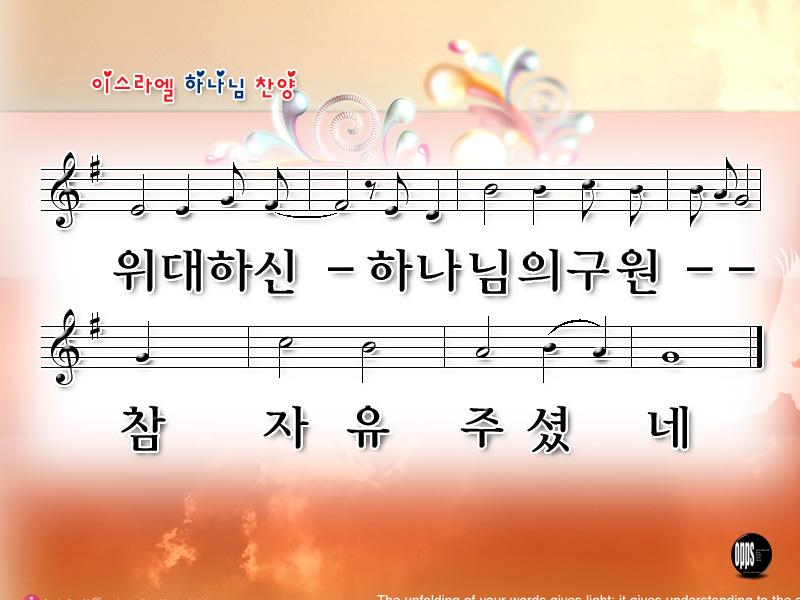 이스라엘 하나님 찬양
위대하신 - 하나님의구원 - -
참 자유 주셨네
opps
The unfolding of your words gives light; it gives understanding to the s